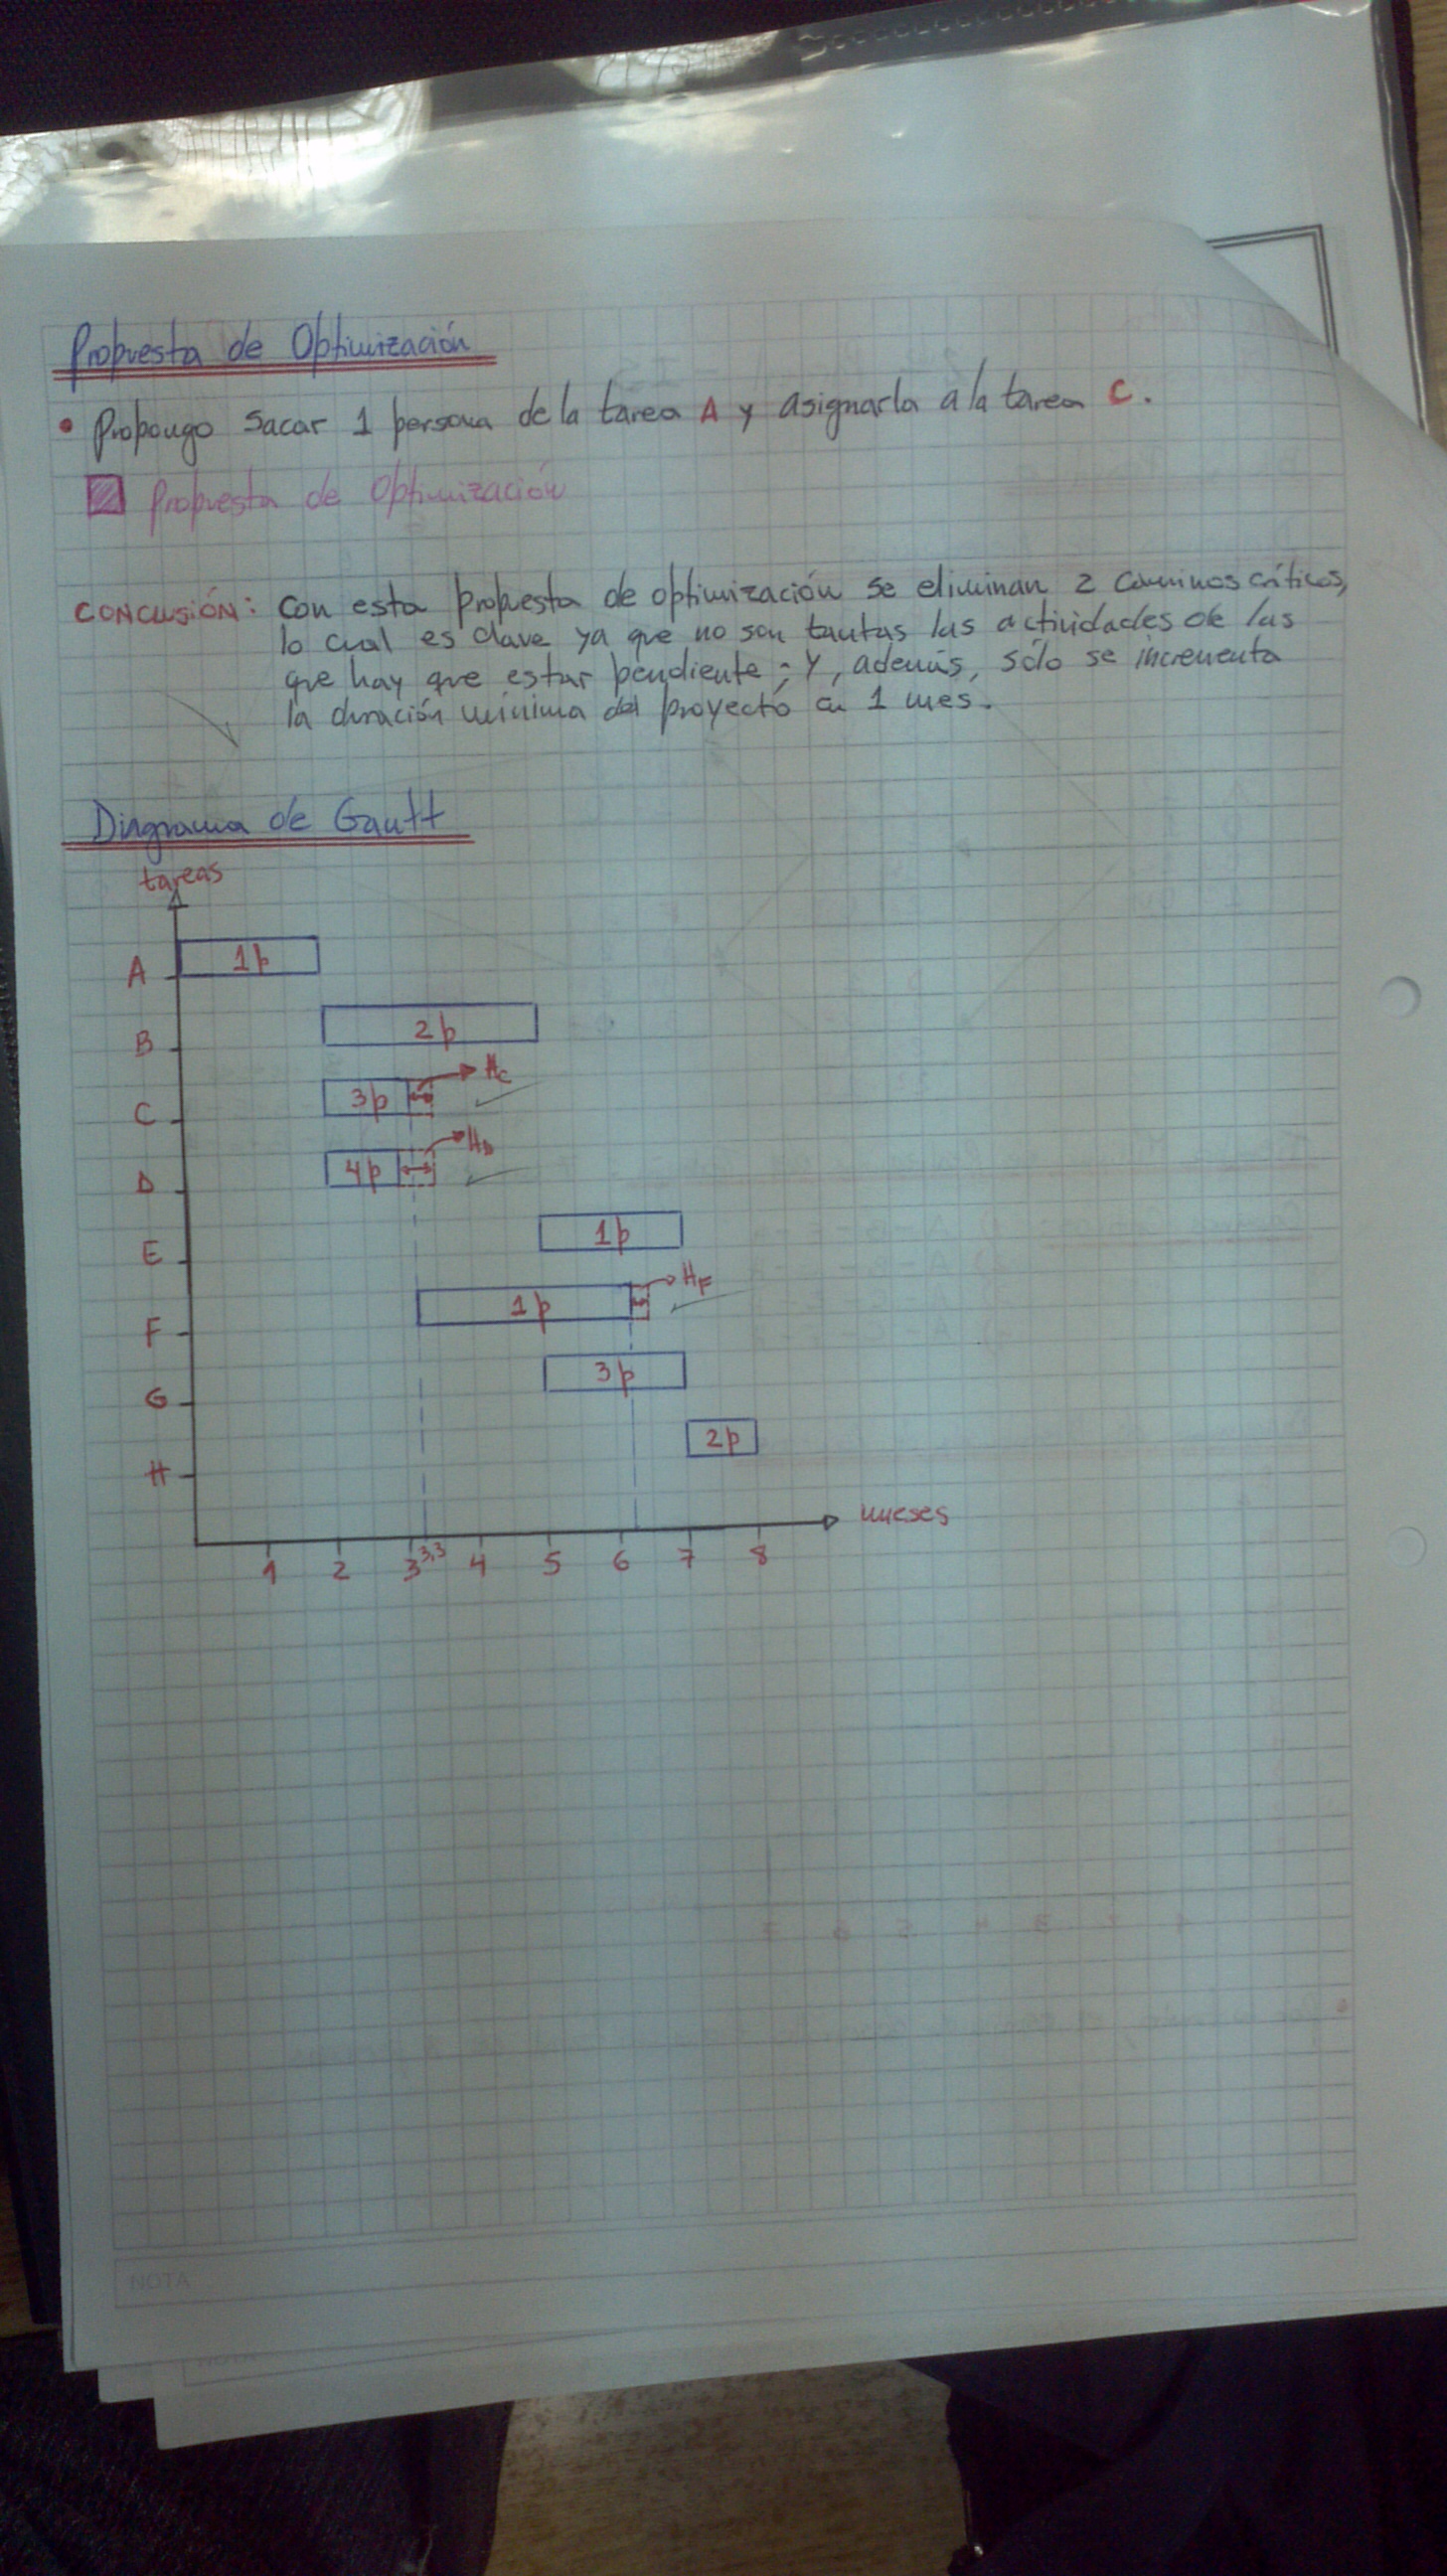 Propuesta de Optimización
• Propongo sacar 1 persona de la tarea A y asignarla a la tarea C.
Propuesta de Optimización
CONCLUSIÓN: Con esta propuesta de optimización se eliminan 2 caminos críticos,
lo cual es clave ya que no son tantas las actividades de las
que hay que estar pendiente; y, además, sólo se incrementa
la duración mínima del proyecto en 1 mes.
Diagrama de Gantt
tareas
A 1p
B 2p
C 3p Hc
D 4p HD
E 1p
F 1p HF
G 3p
H 2p
meses
1 2 3 3,3 4 5 6 7 8
NOTA